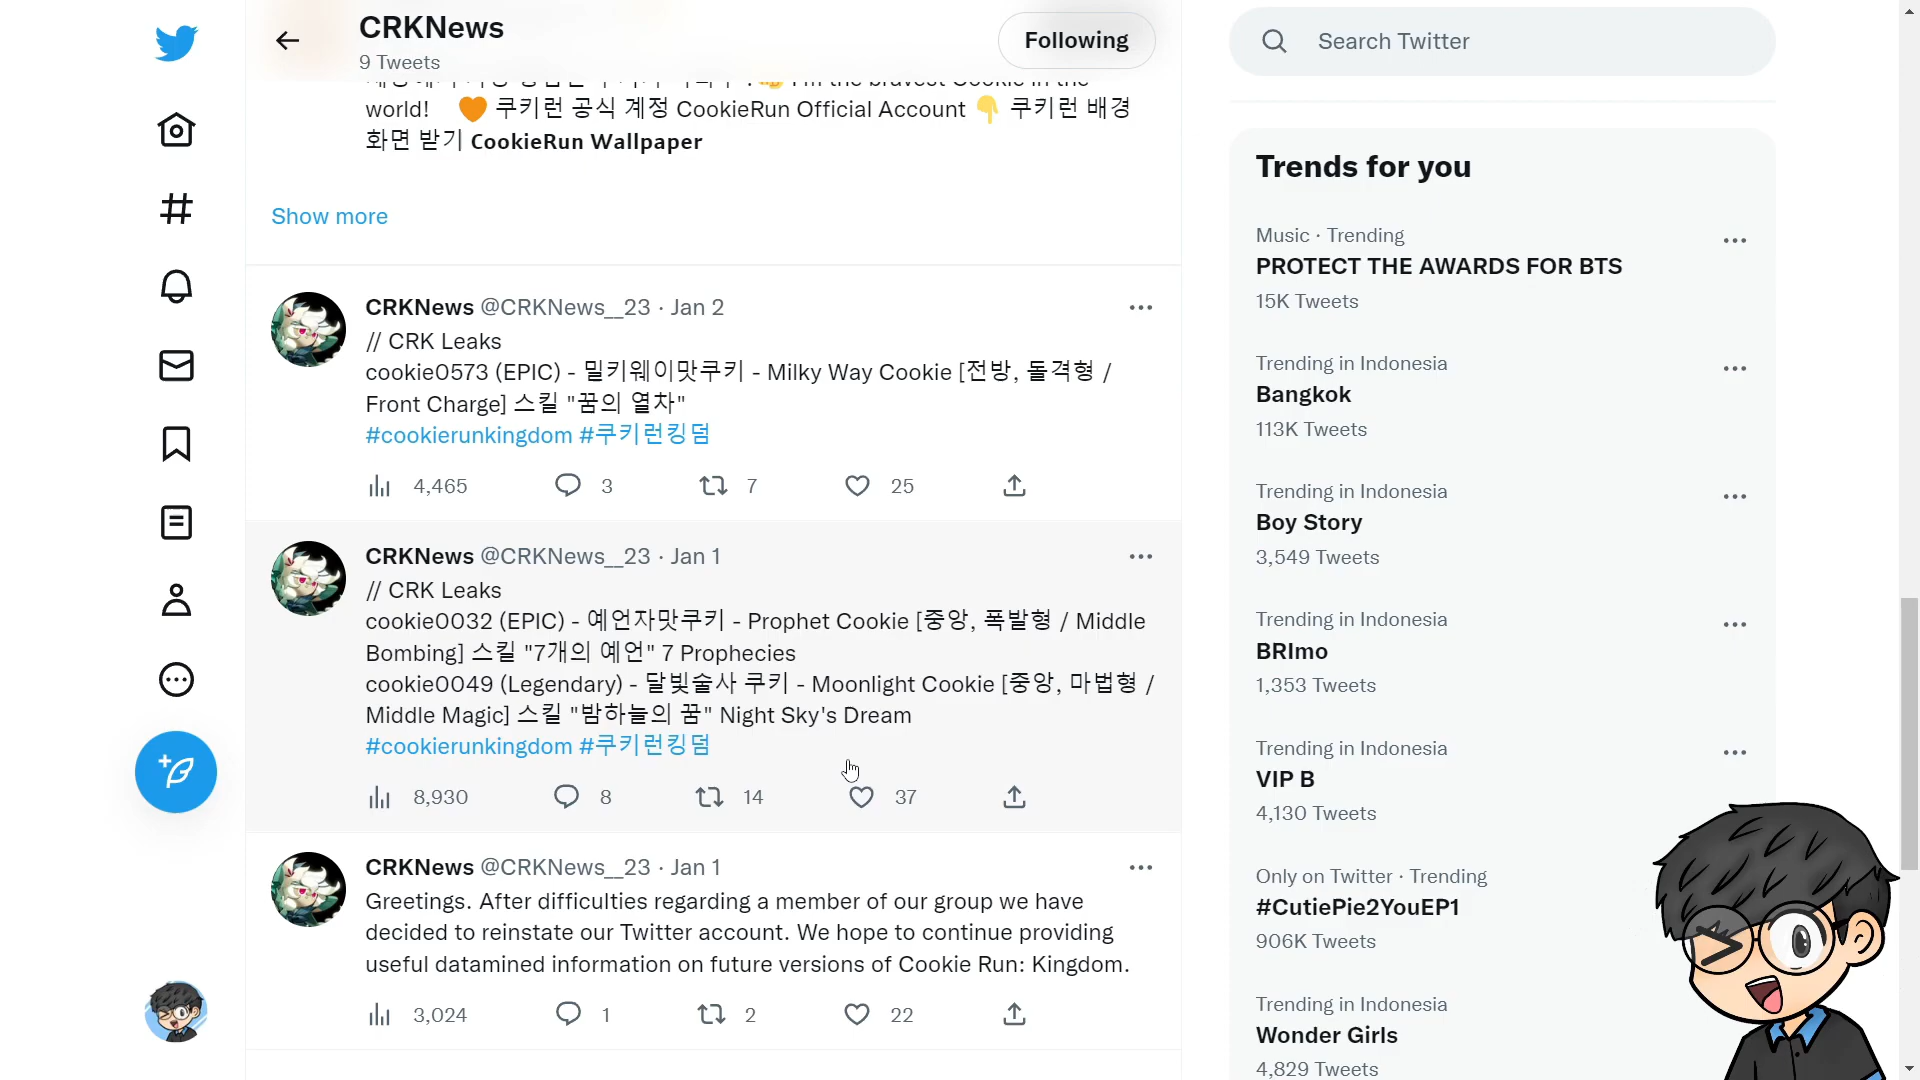 CRKNews
9 Tweets
Following
I'm the bravest Cookie in the
world! 🧡 쿠키런 공식 계정 CookieRun Official Account 👇 쿠키런 배경
화면 받기 CookieRun Wallpaper
Show more
CRKNews @CRKNews__23 · Jan 2
// CRK Leaks
cookie0573 (EPIC) - 밀키웨이맛쿠키 - Milky Way Cookie [전방, 돌격형 /
Front Charge] 스킬 "꿈의 열차"
#cookierunkingdom #쿠키런킹덤
4,465 3 7 25
CRKNews @CRKNews__23 · Jan 1
// CRK Leaks
cookie0032 (EPIC) - 예언자맛쿠키 - Prophet Cookie [중앙, 폭발형 / Middle
Bombing] 스킬 "7개의 예언" 7 Prophecies
cookie0049 (Legendary) - 달빛술사 쿠키 - Moonlight Cookie [중앙, 마법형 /
Middle Magic] 스킬 "밤하늘의 꿈" Night Sky's Dream
#cookierunkingdom #쿠키런킹덤
8,930 8 14 37
CRKNews @CRKNews__23 · Jan 1
Greetings. After difficulties regarding a member of our group we have
decided to reinstate our Twitter account. We hope to continue providing
useful datamined information on future versions of Cookie Run: Kingdom.
3,024 1 2 22
Search Twitter
Trends for you
Music · Trending
PROTECT THE AWARDS FOR BTS
15K Tweets
Trending in Indonesia
Bangkok
113K Tweets
Trending in Indonesia
Boy Story
3,549 Tweets
Trending in Indonesia
BRImo
1,353 Tweets
Trending in Indonesia
VIP B
4,130 Tweets
Only on Twitter · Trending
#CutiePie2YouEP1
906K Tweets
Trending in Indonesia
Wonder Girls
4,829 Tweets